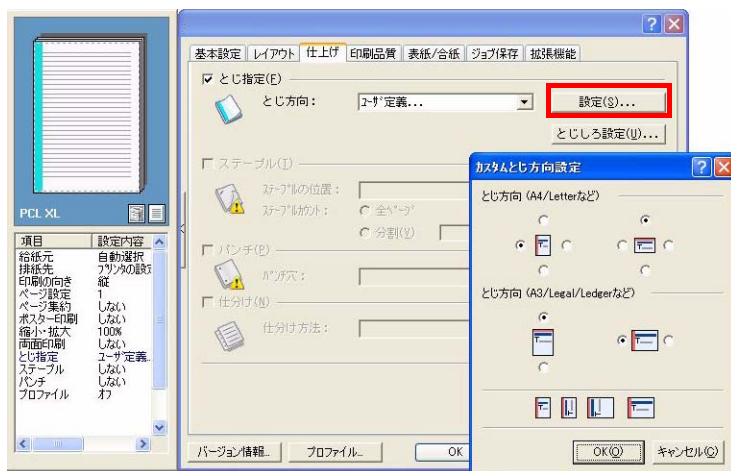 基本設定 レイアウト 仕上げ 印刷品質 表紙/合紙 ジョブ保存 拡張機能
とじ指定(F)
とじ方向: ユーザ定義... 設定(S)...
とじしろ設定(U)...
ステープル(I)
ステープルの位置:
ステープルカウント: 全ページ
分割(Y)
パンチ(P)
パンチ穴:
仕分け(N)
仕分け方法:
バージョン情報... プロファイル... OK
PCL XL
項目 設定内容
給紙元 自動選択
排紙先 プリンタの設定
印刷の向き 縦
ページ設定 1
ページ集約 しない
ポスター印刷 しない
縮小・拡大 100%
両面印刷 しない
とじ指定 ユーザ定義...
ステープル しない
パンチ しない
プロファイル オフ
カスタムとじ方向設定
とじ方向 (A4/Letterなど)
とじ方向 (A3/Legal/Ledgerなど)
OK(O) キャンセル(C)